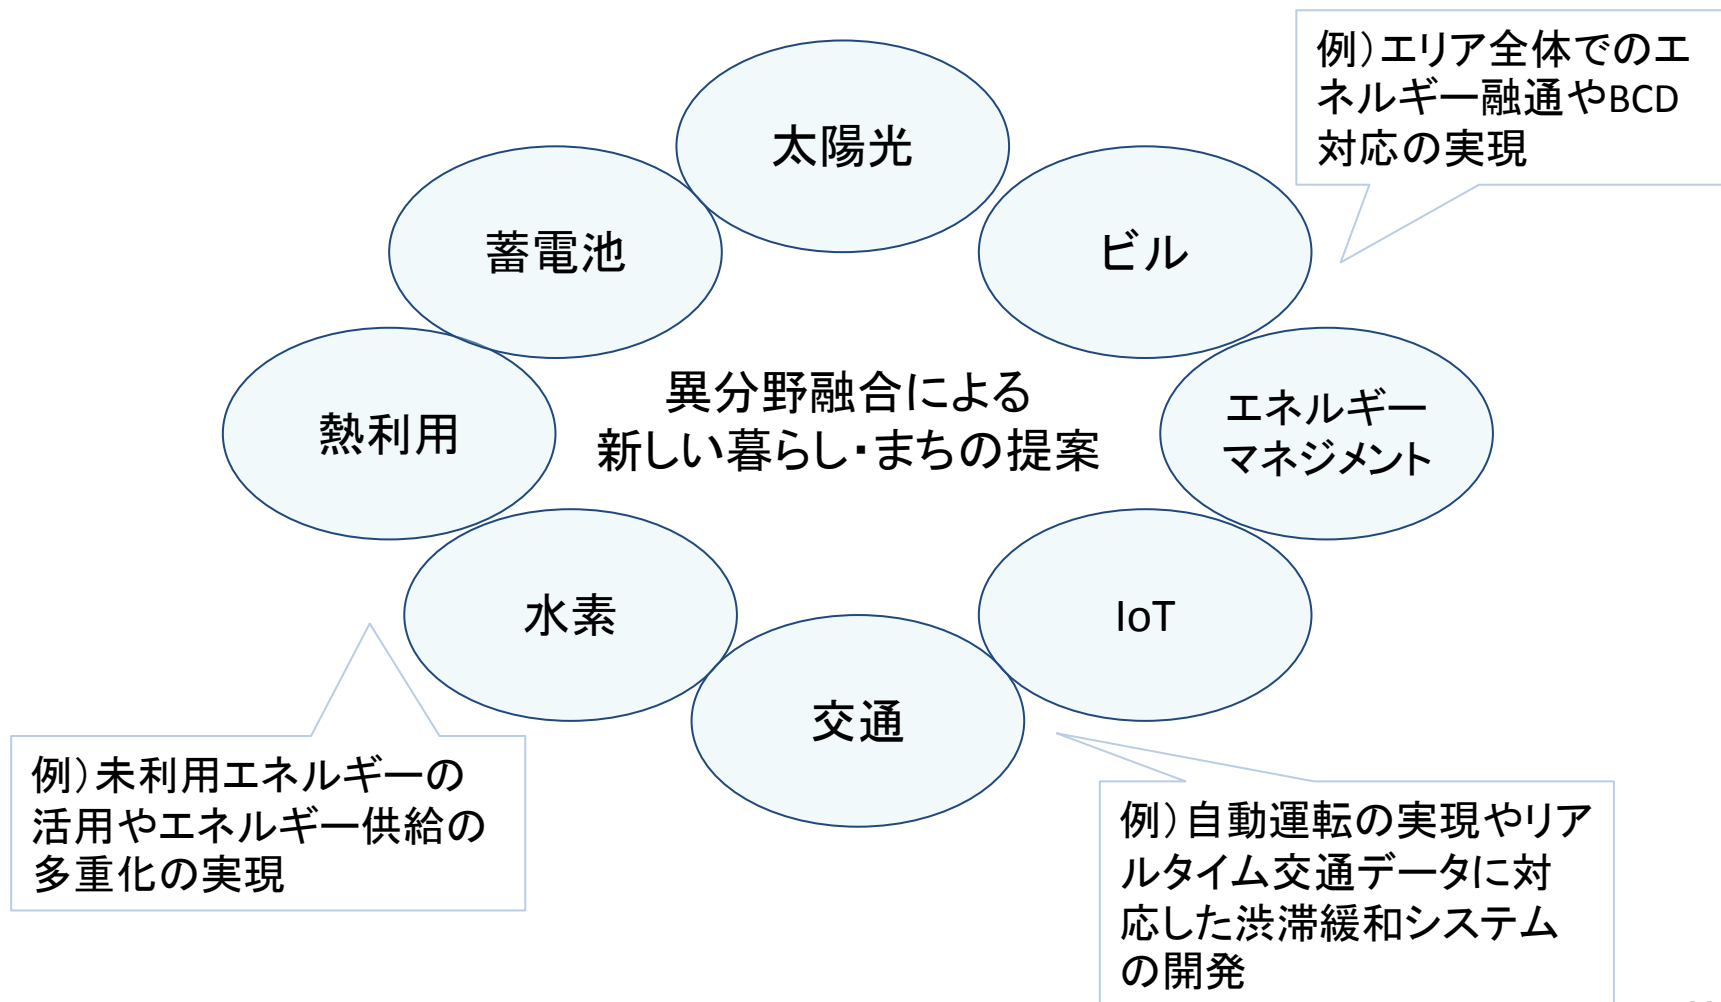 例）エリア全体でのエ
ネルギー融通やBCD
対応の実現
太陽光
蓄電池
ビル
熱利用
異分野融合による
新しい暮らし・まちの提案
エネルギー
マネジメント
水素
IoT
交通
例）未利用エネルギーの
活用やエネルギー供給の
多重化の実現
例）自動運転の実現やリア
ルタイム交通データに対
応した渋滞緩和システム
の開発